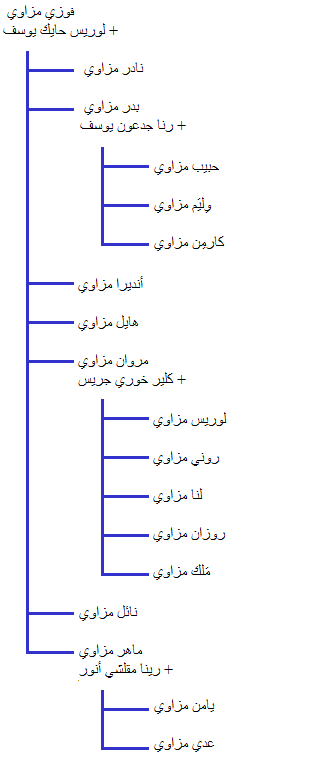 فوزي مزاوي
+ لوريس حايك يوسف
نادر مزاوي
بدر مزاوي
+ رنا جدعون يوسف
حبيب مزاوي
وليّم مزاوي
كارمِن مزاوي
أنديرا مزاوي
هايل مزاوي
مروان مزاوي
+ كلير خوري جريس
لوريس مزاوي
روني مزاوي
لنا مزاوي
روزان مزاوي
مَلَك مزاوي
نائل مزاوي
ماهر مزاوي
+ رينا مقلشي أنور
يامن مزاوي
عدي مزاوي